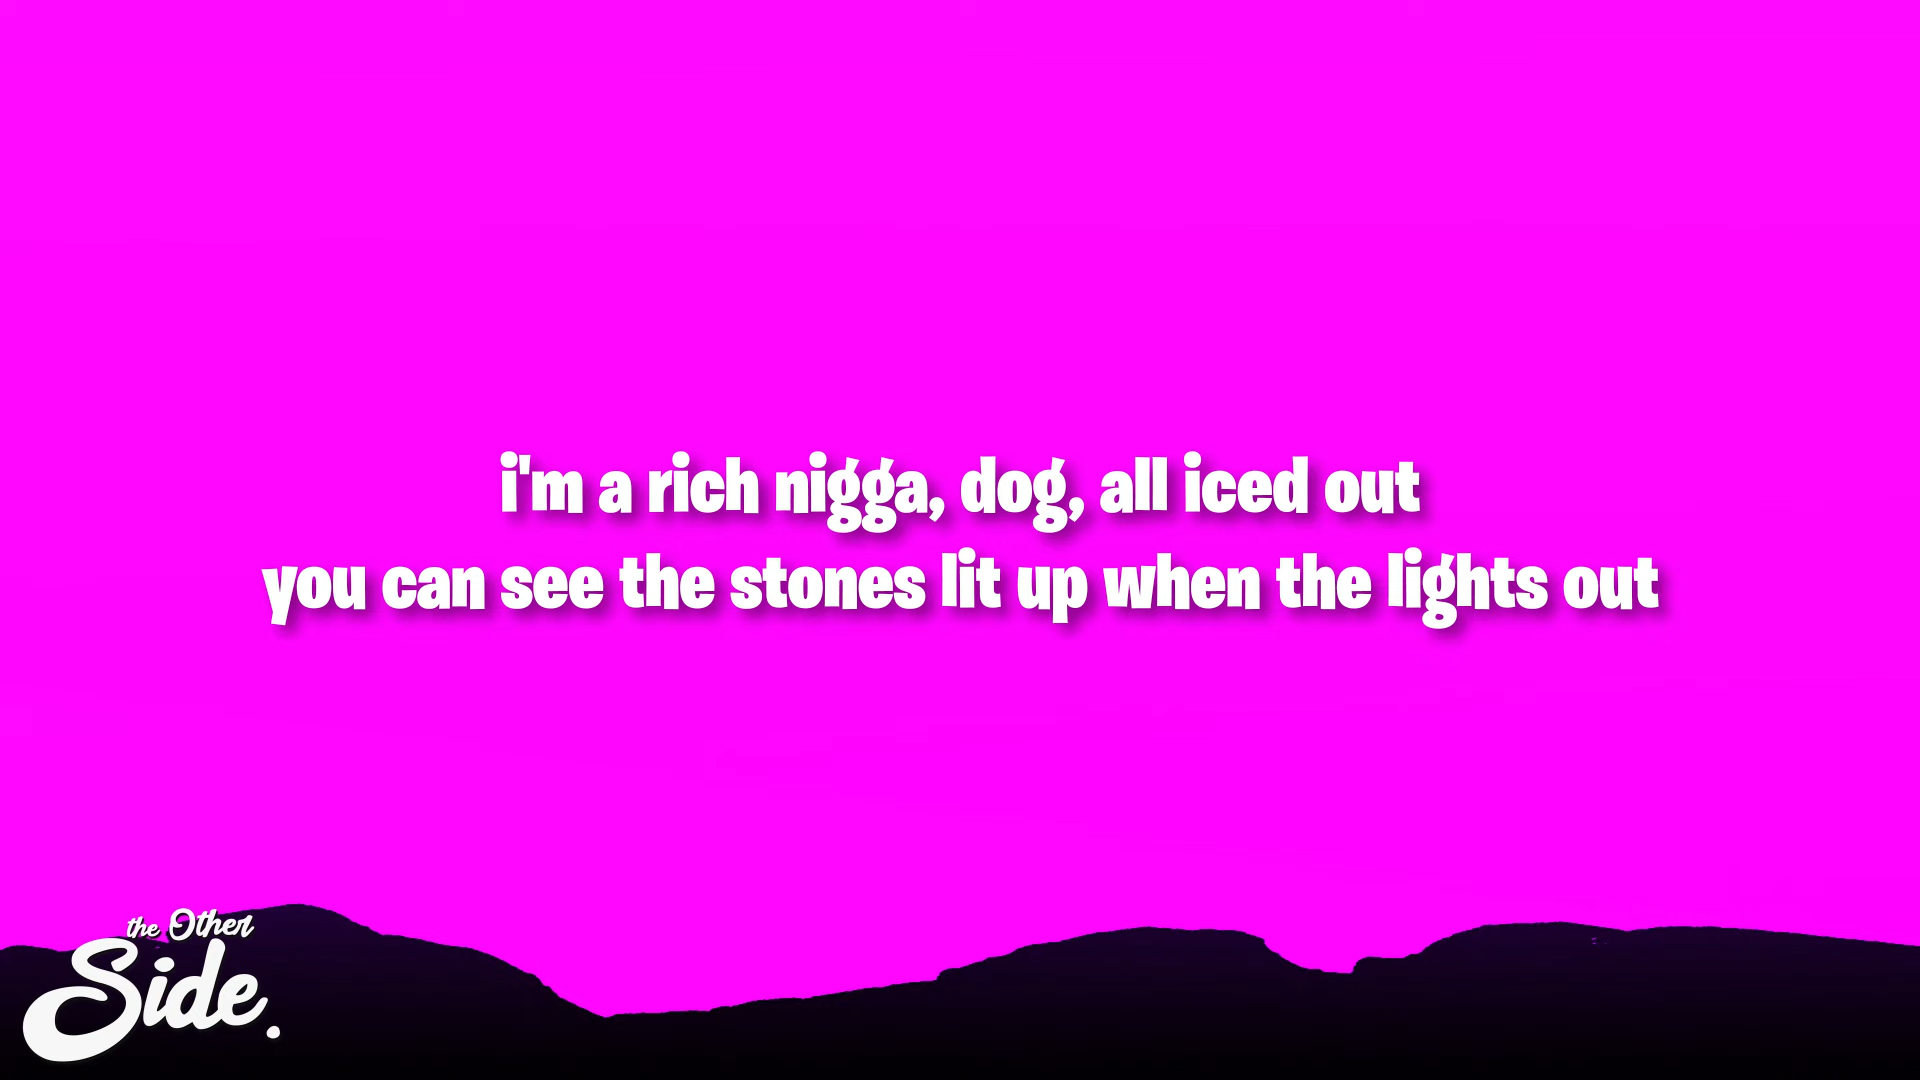 i'm a rich nigga, dog, all iced out
you can see the stones lit up when the lights out
the Other
Side.